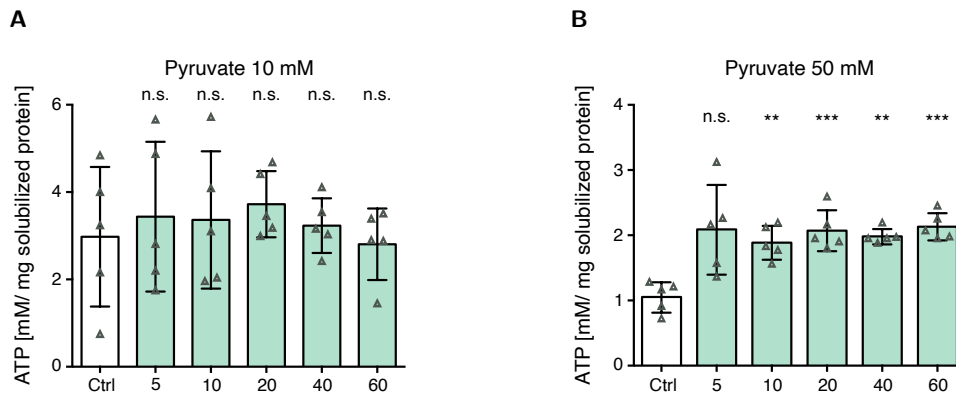 A
Pyruvate 10 mM
n.s. n.s. n.s. n.s. n.s.
ATP [mM/ mg solubilized protein]
6
4
2
0
Ctrl 5 10 20 40 60
B
Pyruvate 50 mM
n.s. ** *** ** ***
ATP [mM/ mg solubilized protein]
4
3
2
1
0
Ctrl 5 10 20 40 60